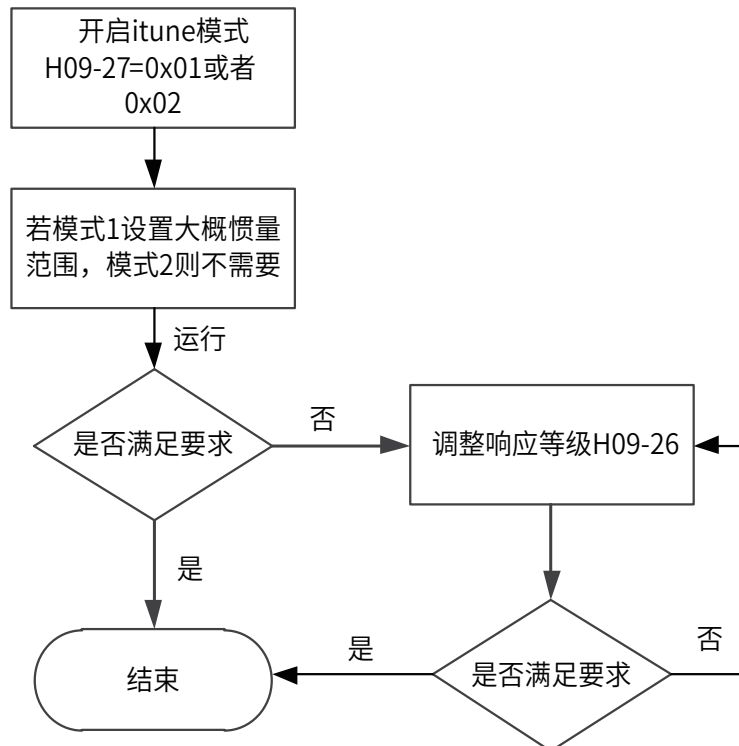 开启itune模式
H09-27=0x01或者
0x02
若模式1设置大概惯量
范围，模式2则不需要
运行
是否满足要求
否
调整响应等级H09-26
是
结束
是
是否满足要求
否